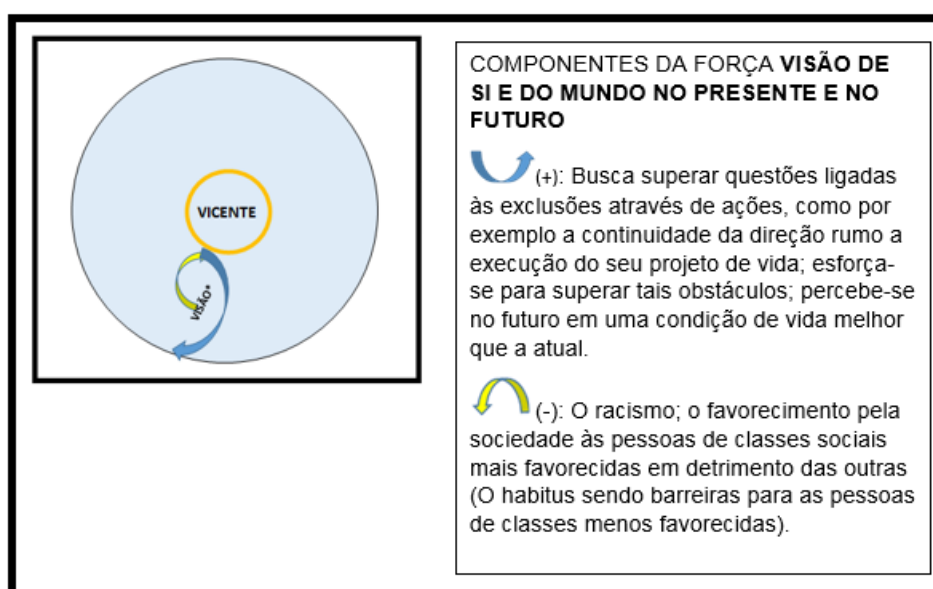 VICENTE
VISÃO*
COMPONENTES DA FORÇA VISÃO DE
SI E DO MUNDO NO PRESENTE E NO
FUTURO
(+): Busca superar questões ligadas
às exclusões através de ações, como por
exemplo a continuidade da direção rumo a
execução do seu projeto de vida; esforça-
se para superar tais obstáculos; percebe-se
no futuro em uma condição de vida melhor
que a atual.
(-): O racismo; o favorecimento pela
sociedade às pessoas de classes sociais
mais favorecidas em detrimento das outras
(O habitus sendo barreiras para as pessoas
de classes menos favorecidas).